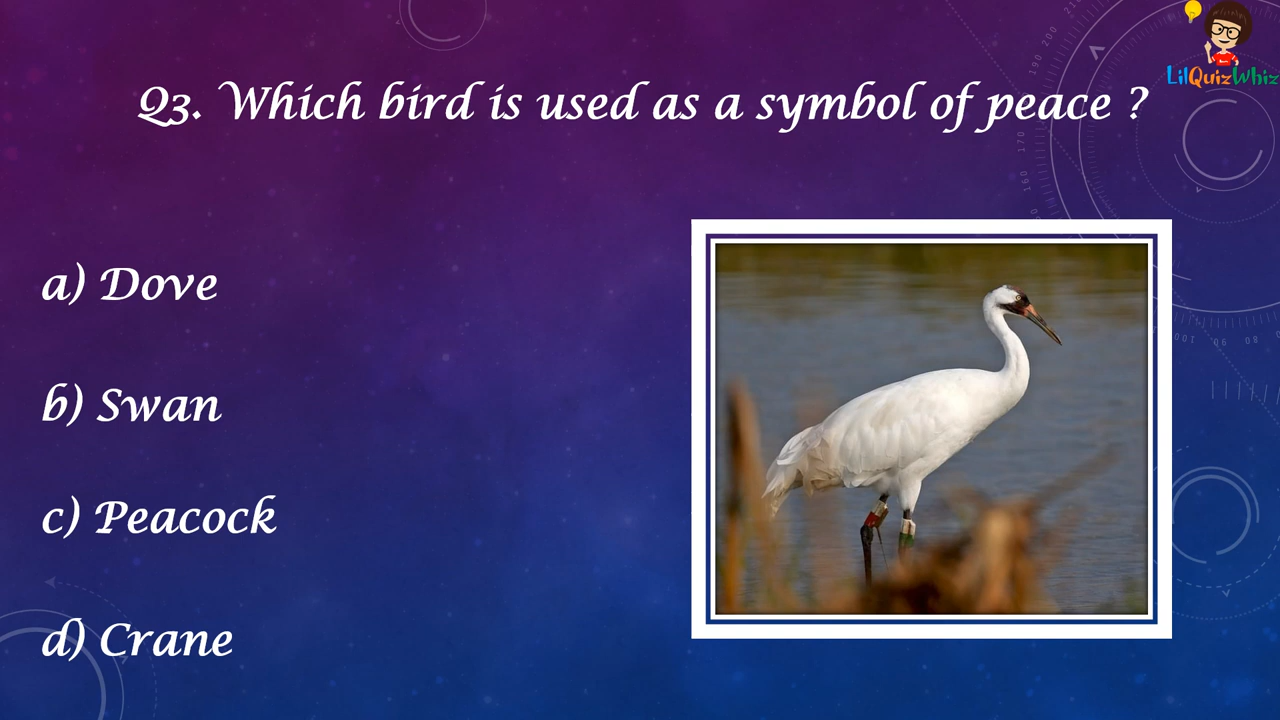 LilQuizWhiz
Q3. Which bird is used as a symbol of peace ?
a) Dove
b) Swan
c) Peacock
d) Crane